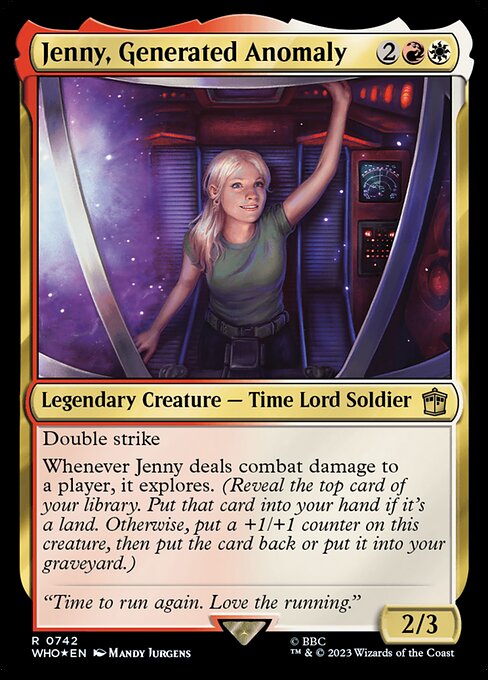 Jenny, Generated Anomaly 2
Legendary Creature — Time Lord Soldier
Double strike
Whenever Jenny deals combat damage to
a player, it explores. (Reveal the top card of
your library. Put that card into your hand if it's
a land. Otherwise, put a +1/+1 counter on this
creature, then put the card back or put it into your
graveyard.)
"Time to run again. Love the running."
2/3
R 0742
WHO★EN Mandy Jurgens
© BBC
™ & © 2023 Wizards of the Coast